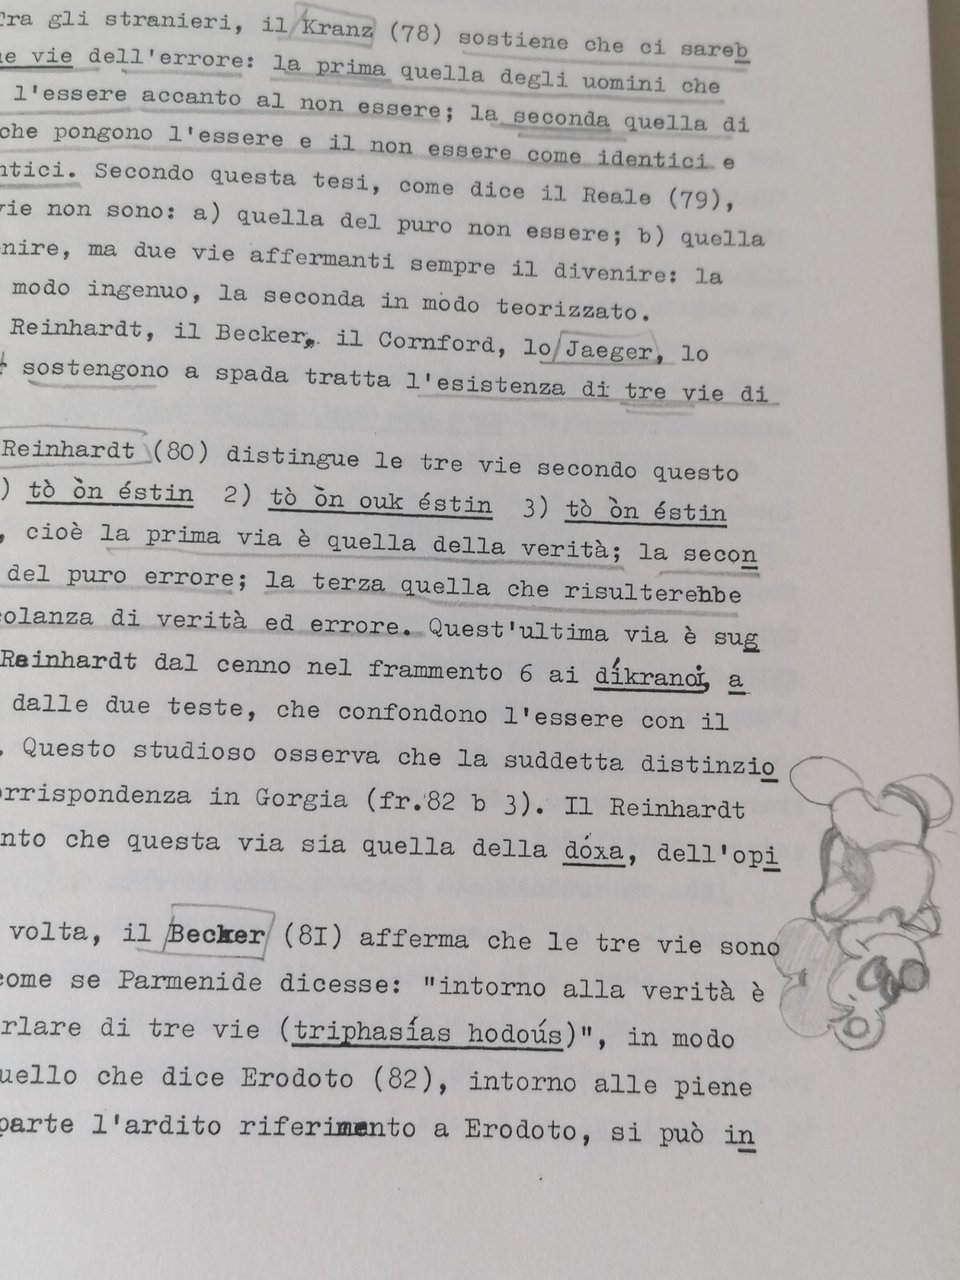 Tra gli stranieri, il Kranz (78) sostiene che ci sareb
ue vie dell'errore: la prima quella degli uomini che
l'essere accanto al non essere; la seconda quella di
che pongono l'essere e il non essere come identici e
ntici. Secondo questa tesi, come dice il Reale (79),
vie non sono: a) quella del puro non essere; b) quella
nire, ma due vie affermanti sempre il divenire: la
modo ingenuo, la seconda in modo teorizzato.
Reinhardt, il Becker, il Cornford, lo Jaeger, lo
sostengono a spada tratta l'esistenza di tre vie di
Reinhardt (80) distingue le tre vie secondo questo
) tò òn éstin 2) tò òn ouk éstin 3) tò òn éstin
, cioè la prima via è quella della verità; la secon
del puro errore; la terza quella che risulterebbe
colanza di verità ed errore. Quest'ultima via è sug
Reinhardt dal cenno nel frammento 6 ai díkranoi, a
dalle due teste, che confondono l'essere con il
. Questo studioso osserva che la suddetta distinzio
orrispondenza in Gorgia (fr.82 b 3). Il Reinhardt
nto che questa via sia quella della dóxa, dell'opi
volta, il Becker (8I) afferma che le tre vie sono
come se Parmenide dicesse: "intorno alla verità è
rlare di tre vie (triphasías hodoús)", in modo
uello che dice Erodoto (82), intorno alle piene
parte l'ardito riferimento a Erodoto, si può in